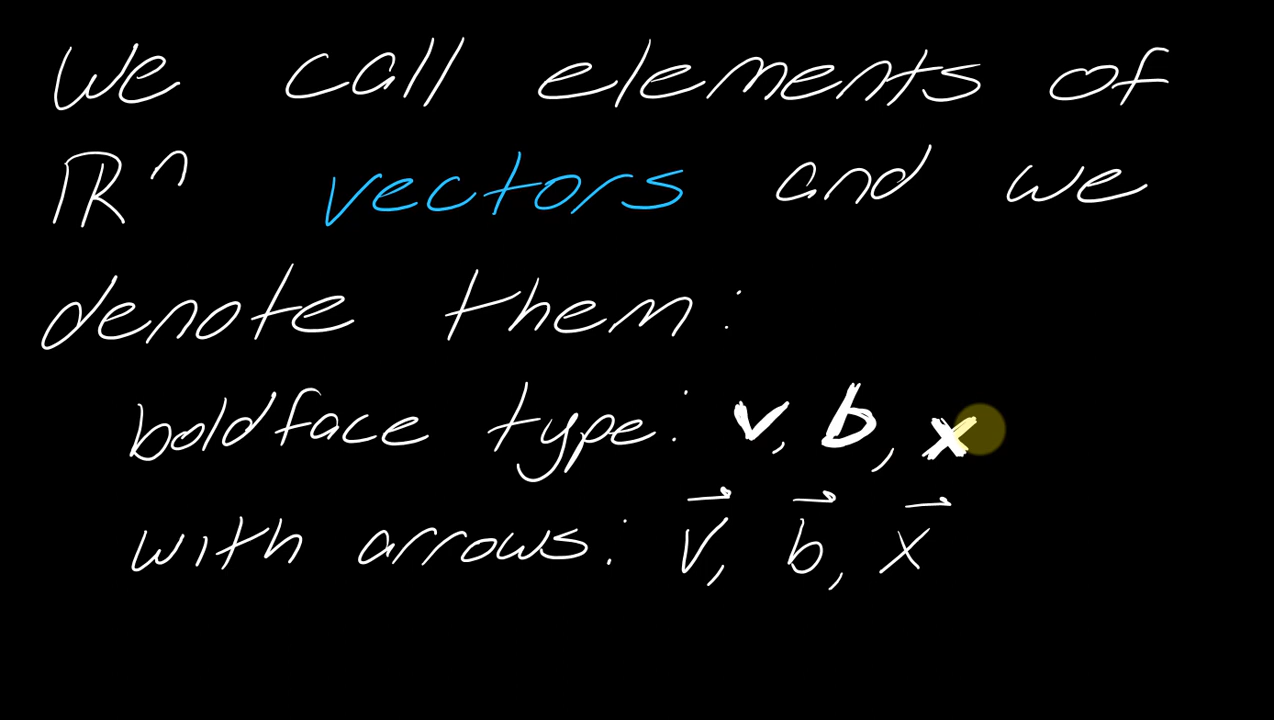 We call elements of
ℝⁿ vectors and we
denote them:
boldface type: 𝐯, 𝐛, 𝐱
with arrows: v⃗, b⃗, x⃗